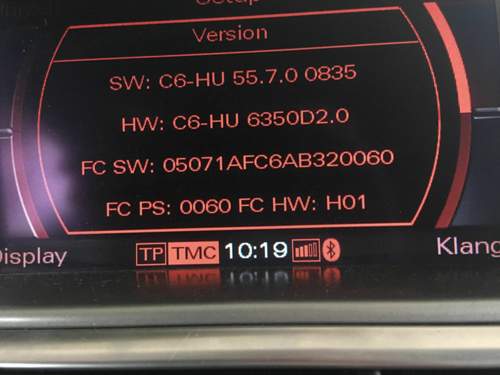 Setup
Version
SW: C6-HU 55.7.0 0835
HW: C6-HU 6350D2.0
FC SW: 05071AFC6AB320060
FC PS: 0060 FC HW: H01
Display TP TMC 10:19 Klang